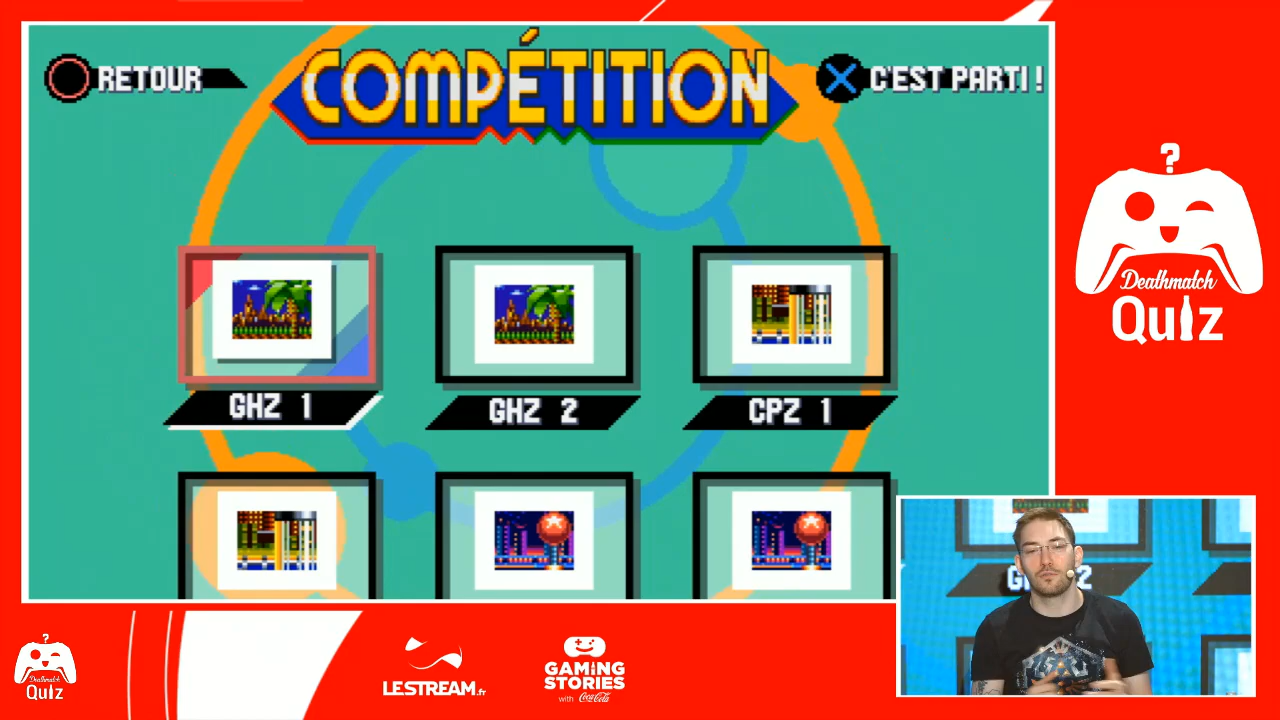 RETOUR
COMPÉTITION
C'EST PARTI !
?
Deathmatch
Quiz
GHZ 1
GHZ 2
CPZ 1
G 2
?
Deathmatch
Quiz
LESTREAM.fr
GAMING
STORIES
with Coca-Cola